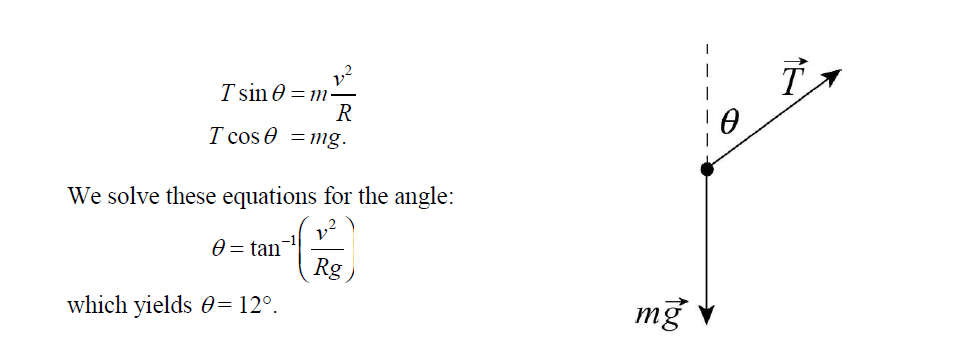 T sin θ = m v²/R
T cos θ = mg.
We solve these equations for the angle:
θ = tan⁻¹(v²/Rg)
which yields θ = 12°.
T⃗
θ
mg⃗